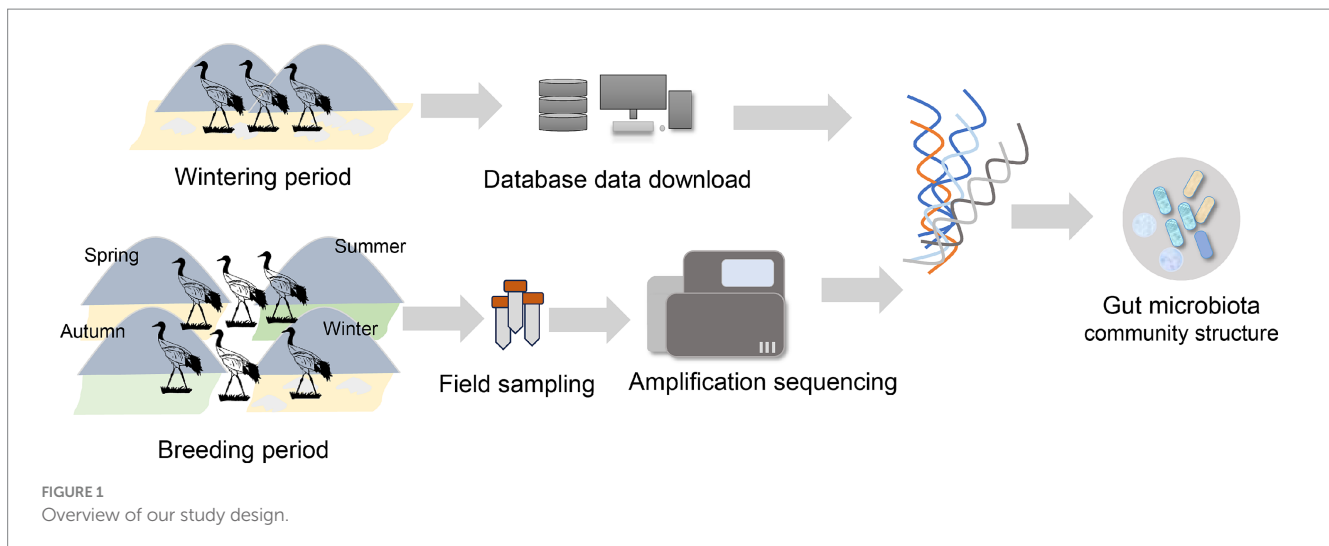 Wintering period
Database data download
Spring
Summer
Autumn
Winter
Breeding period
Field sampling
Amplification sequencing
Gut microbiota
community structure
FIGURE 1
Overview of our study design.